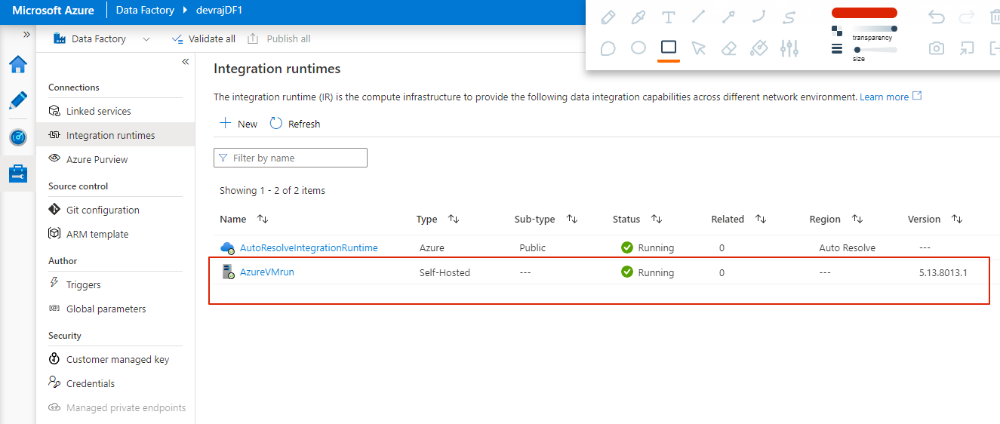 Microsoft Azure Data Factory devrajDF1
Data Factory Validate all Publish all
T
transparency
size
Connections
Linked services
Integration runtimes
Azure Purview
Source control
Git configuration
ARM template
Author
Triggers
Global parameters
Security
Customer managed key
Credentials
Managed private endpoints
Integration runtimes
The integration runtime (IR) is the compute infrastructure to provide the following data integration capabilities across different network environment. Learn more
New Refresh
Filter by name
Showing 1 - 2 of 2 items
Name Type Sub-type Status Related Region Version
AutoResolveIntegrationRuntime Azure Public Running 0 Auto Resolve ---
AzureVMrun Self-Hosted --- Running 0 --- 5.13.8013.1